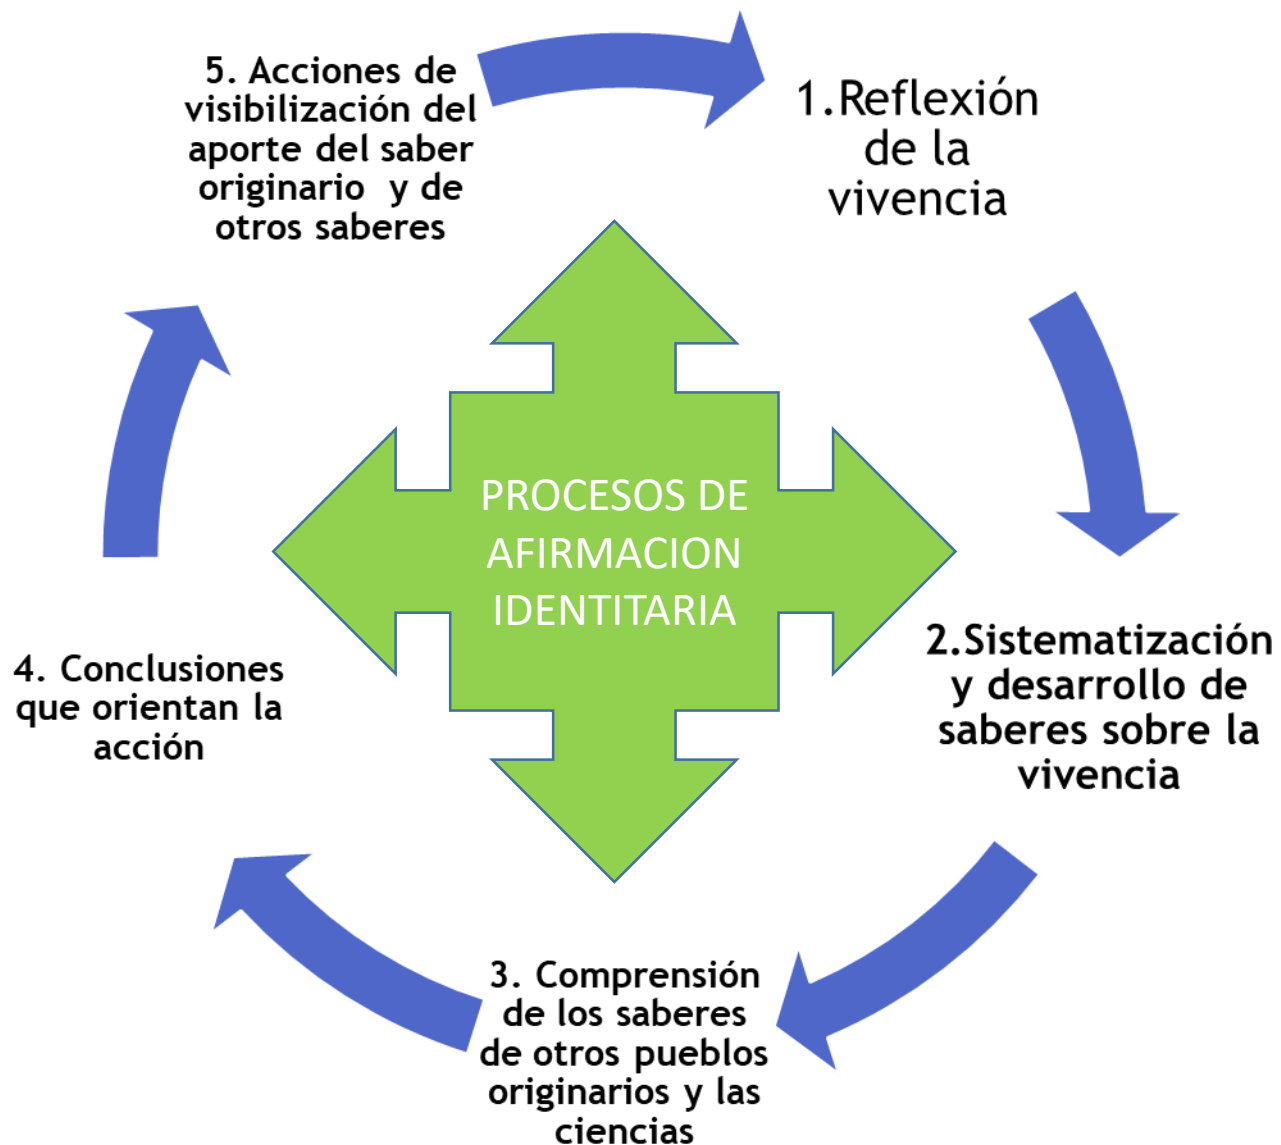 1.Reflexión
de la
vivencia
2.Sistematización
y desarrollo de
saberes sobre la
vivencia
3. Comprensión
de los saberes
de otros pueblos
originarios y las
ciencias
4. Conclusiones
que orientan la
acción
5. Acciones de
visibilización del
aporte del saber
originario y de
otros saberes
PROCESOS DE
AFIRMACION
IDENTITARIA